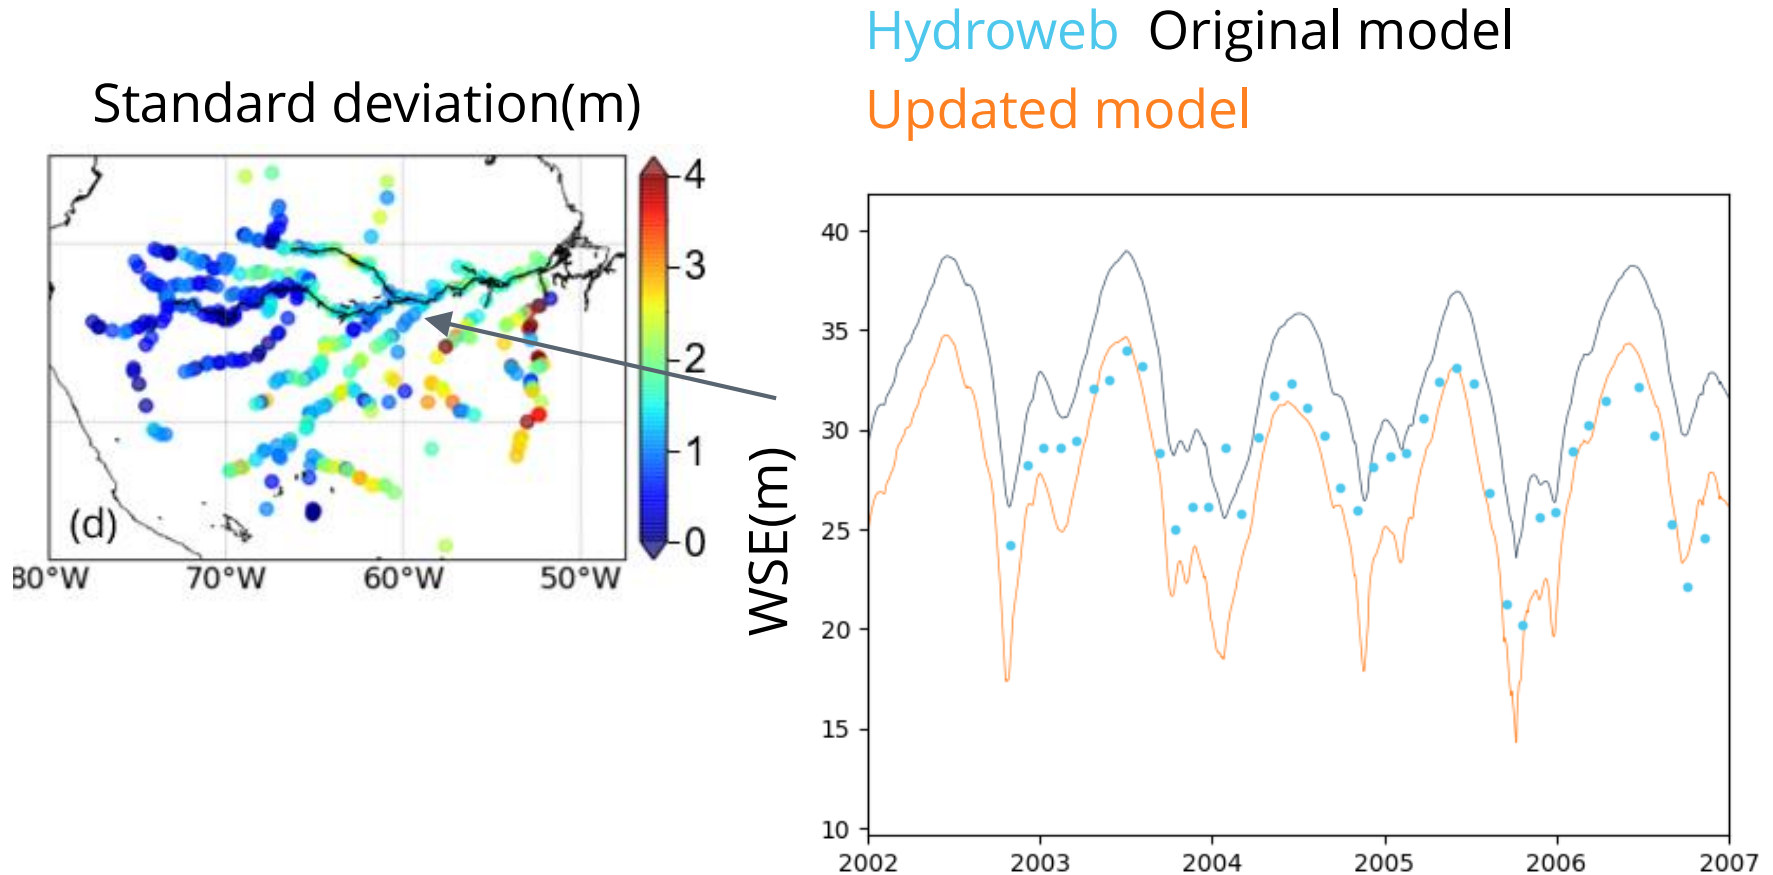 Hydroweb Original model
Updated model
Standard deviation(m)
4
3
2
1
0
(d)
80°W 70°W 60°W 50°W
WSE(m)
40
35
30
25
20
15
10
2002 2003 2004 2005 2006 2007